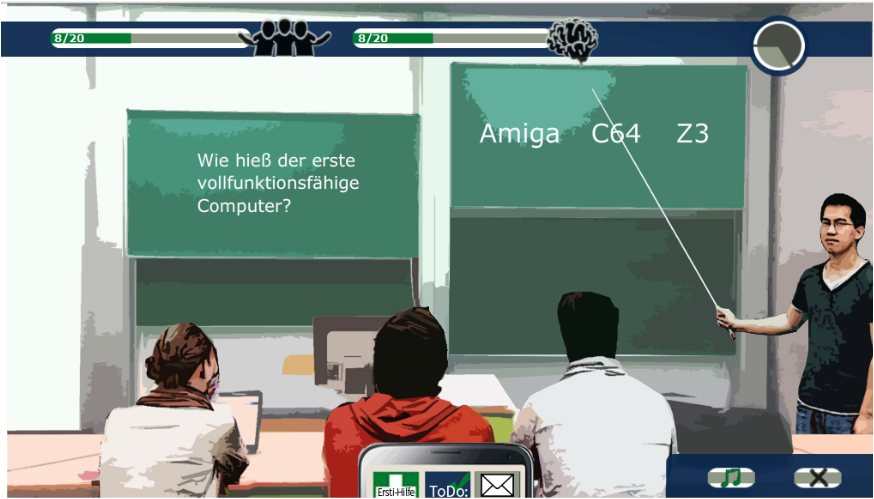 8/20
8/20
Wie hieß der erste
vollfunktionsfähige
Computer?
Amiga C64 Z3
Ersti-Hilfe
ToDo: